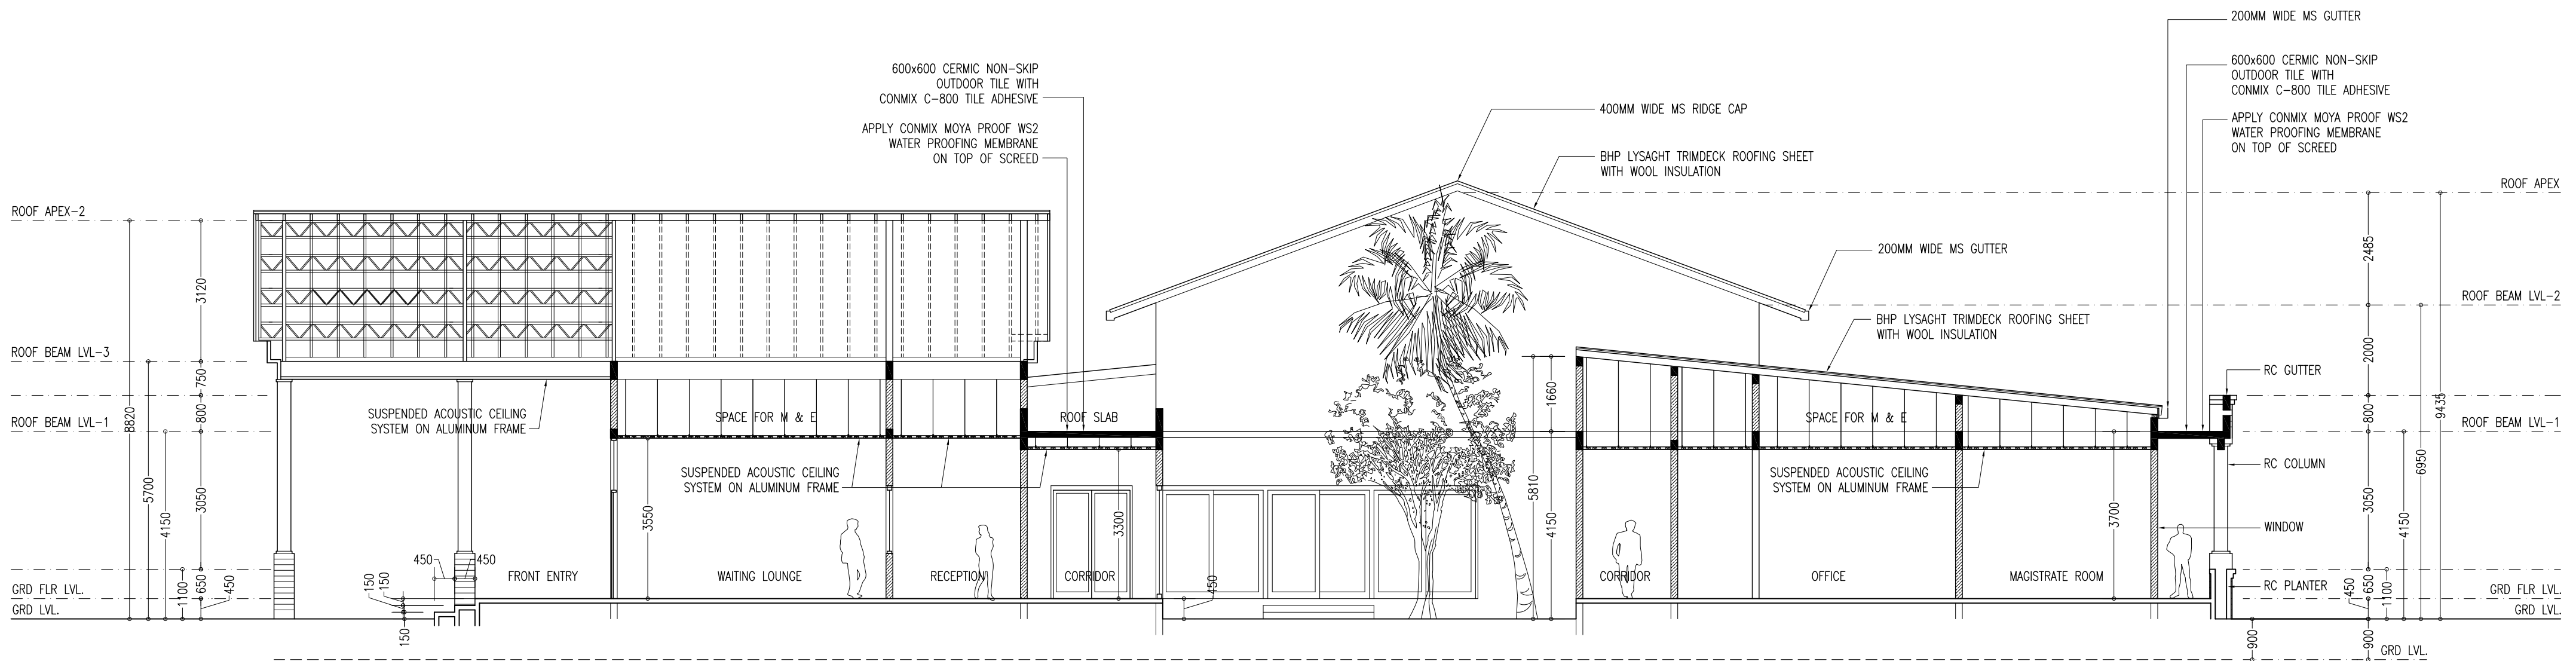 200MM WIDE MS GUTTER
600x600 CERMIC NON-SKIP
OUTDOOR TILE WITH
CONMIX C-800 TILE ADHESIVE
APPLY CONMIX MOYA PROOF WS2
WATER PROOFING MEMBRANE
ON TOP OF SCREED
400MM WIDE MS RIDGE CAP
BHP LYSAGHT TRIMDECK ROOFING SHEET
WITH WOOL INSULATION
600x600 CERMIC NON-SKIP
OUTDOOR TILE WITH
CONMIX C-800 TILE ADHESIVE
APPLY CONMIX MOYA PROOF WS2
WATER PROOFING MEMBRANE
ON TOP OF SCREED
ROOF APEX-2
ROOF APEX
200MM WIDE MS GUTTER
BHP LYSAGHT TRIMDECK ROOFING SHEET
WITH WOOL INSULATION
ROOF BEAM LVL-2
ROOF BEAM LVL-3
RC GUTTER
ROOF BEAM LVL-1
SUSPENDED ACOUSTIC CEILING
SYSTEM ON ALUMINUM FRAME
SPACE FOR M & E
ROOF SLAB
SPACE FOR M & E
ROOF BEAM LVL-1
SUSPENDED ACOUSTIC CEILING
SYSTEM ON ALUMINUM FRAME
SUSPENDED ACOUSTIC CEILING
SYSTEM ON ALUMINUM FRAME
RC COLUMN
WINDOW
FRONT ENTRY
WAITING LOUNGE
RECEPTION
CORRIDOR
CORRIDOR
OFFICE
MAGISTRATE ROOM
RC PLANTER
GRD FLR LVL.
GRD LVL.
GRD FLR LVL.
GRD LVL.
GRD LVL.
8820
5700
4150
3120
750
800
3050
1100
650
450
150
150
150
450
450
3550
3300
450
5810
1660
4150
3700
2485
2000
800
3050
450
650
1100
4150
6950
9435
900
900